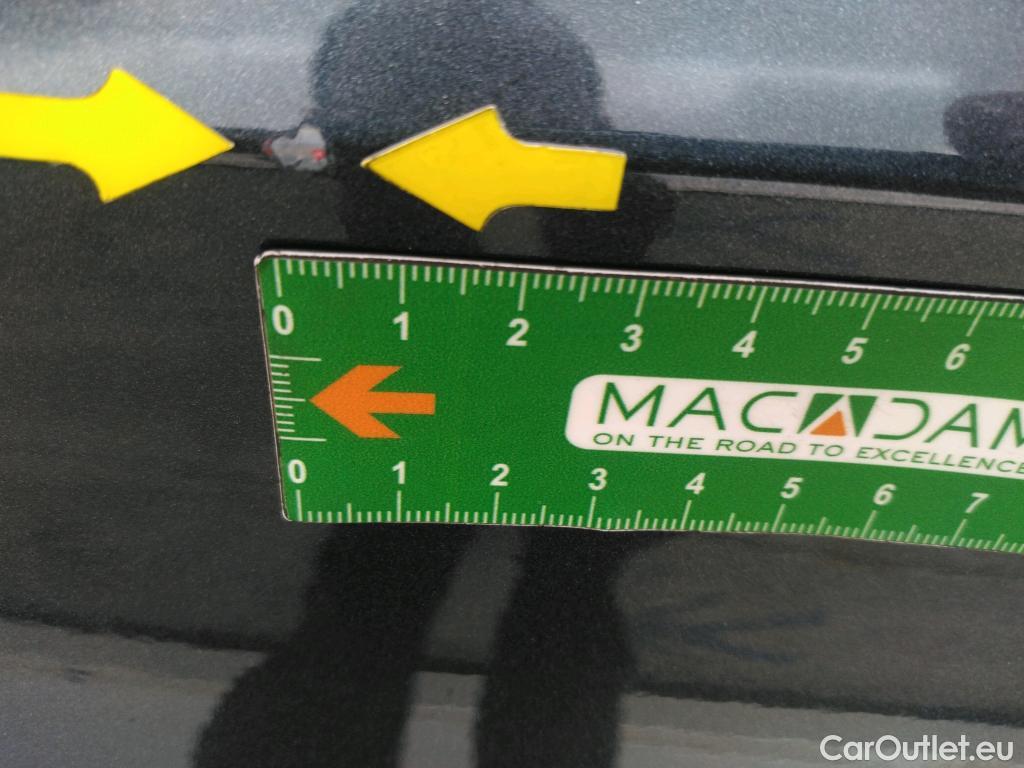 0 1 2 3 4 5 6
MACADAM
ON THE ROAD TO EXCELLENCE
0 1 2 3 4 5 6 7
CarOutlet.eu